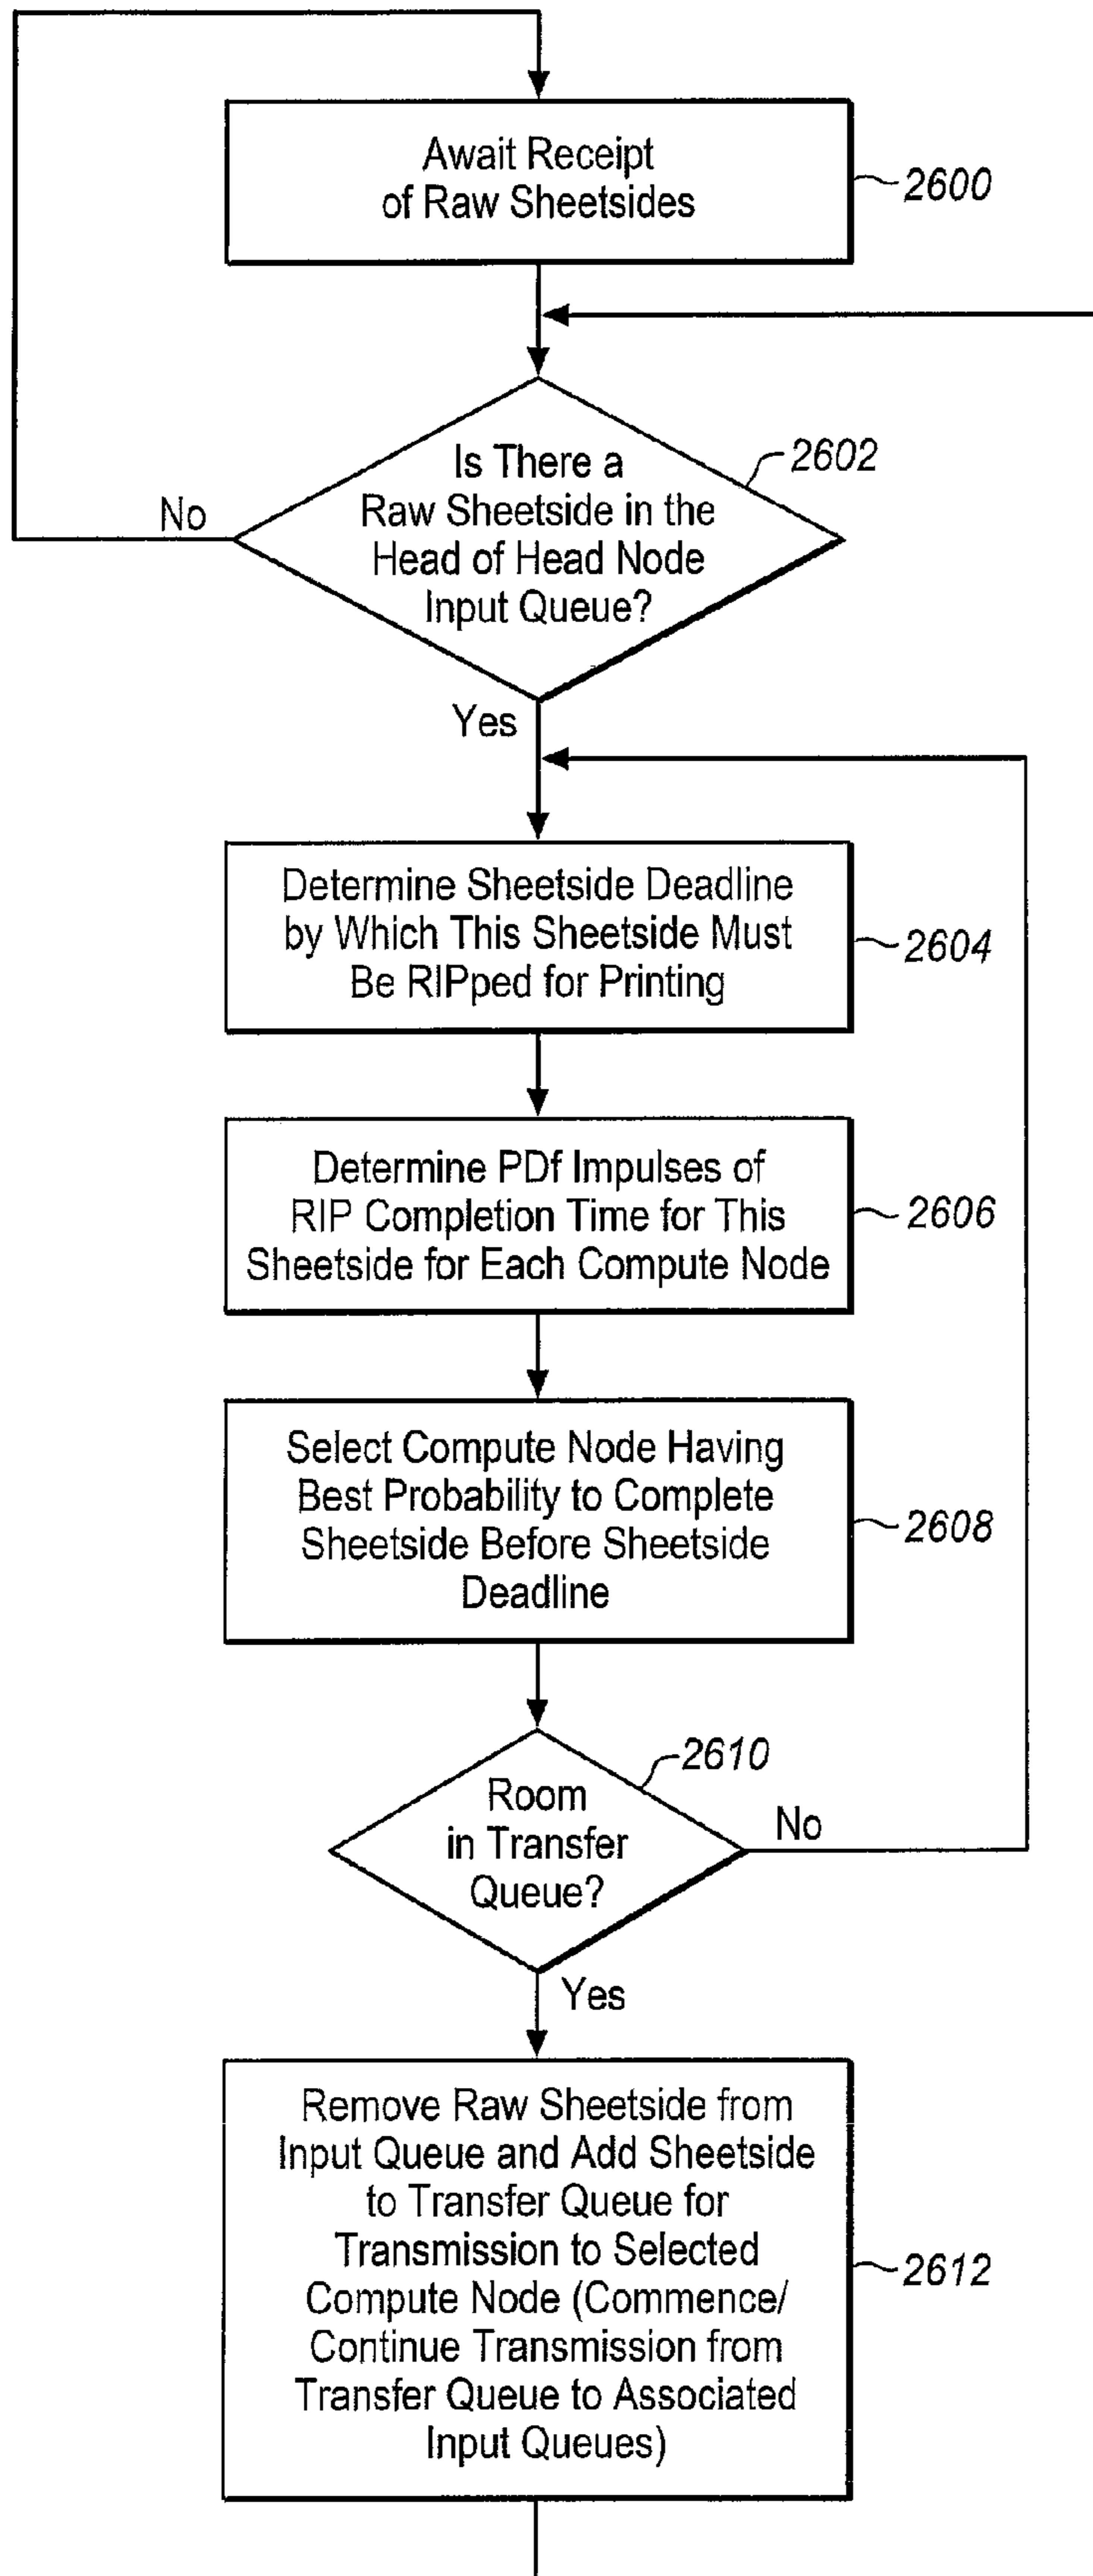 Await Receipt
of Raw Sheetsides
2600
Is There a
Raw Sheetside in the
Head of Head Node
Input Queue?
2602
No
Yes
Determine Sheetside Deadline
by Which This Sheetside Must
Be RIPped for Printing
2604
Determine PDf Impulses of
RIP Completion Time for This
Sheetside for Each Compute Node
2606
Select Compute Node Having
Best Probability to Complete
Sheetside Before Sheetside
Deadline
2608
Room
in Transfer
Queue?
2610
No
Yes
Remove Raw Sheetside from
Input Queue and Add Sheetside
to Transfer Queue for
Transmission to Selected
Compute Node (Commence/
Continue Transmission from
Transfer Queue to Associated
Input Queues)
2612